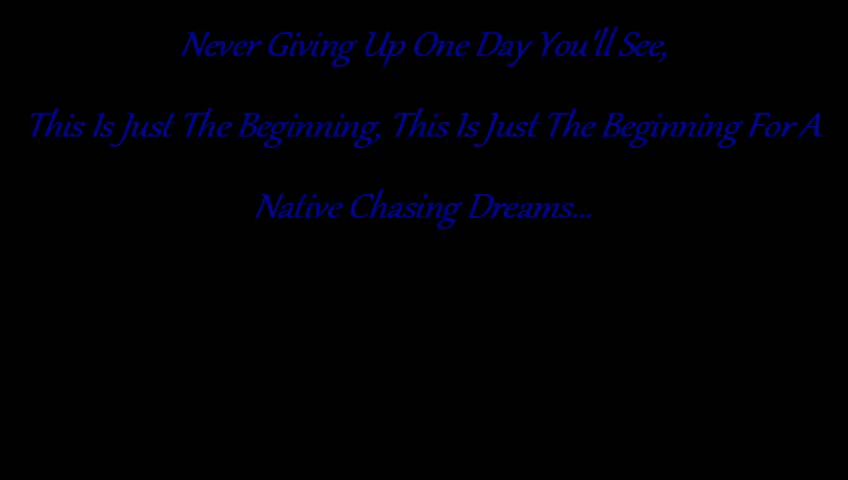 Never Giving Up One Day You'll See,
This Is Just The Beginning, This Is Just The Beginning For A
Native Chasing Dreams...